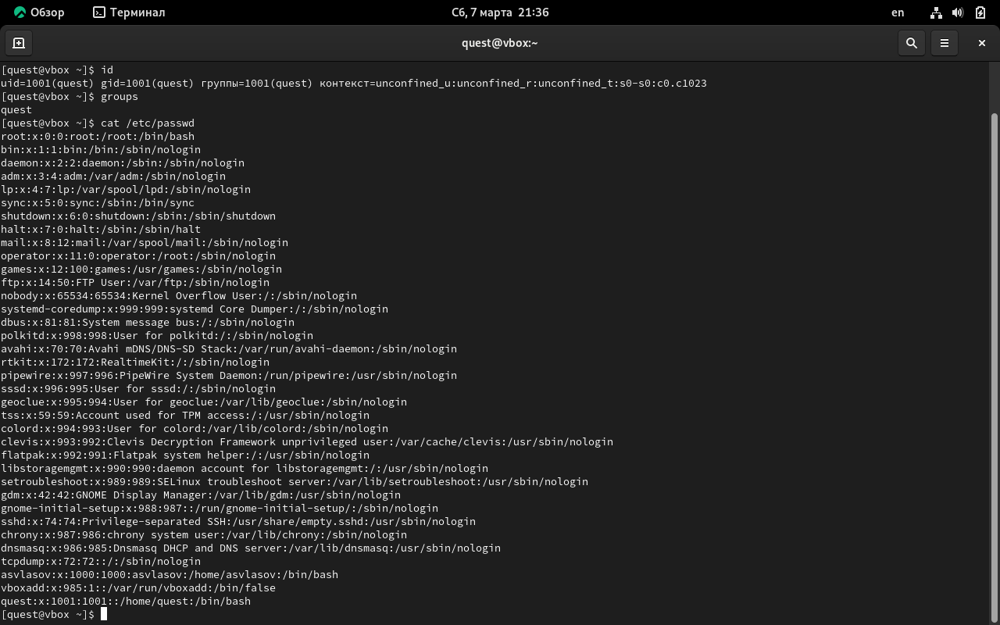 Обзор Терминал Сб, 7 марта 21:36 en
quest@vbox:~
[quest@vbox ~]$ id
uid=1001(quest) gid=1001(quest) группы=1001(quest) контекст=unconfined_u:unconfined_r:unconfined_t:s0-s0:c0.c1023
[quest@vbox ~]$ groups
quest
[quest@vbox ~]$ cat /etc/passwd
root:x:0:0:root:/root:/bin/bash
bin:x:1:1:bin:/bin:/sbin/nologin
daemon:x:2:2:daemon:/sbin:/sbin/nologin
adm:x:3:4:adm:/var/adm:/sbin/nologin
lp:x:4:7:lp:/var/spool/lpd:/sbin/nologin
sync:x:5:0:sync:/sbin:/bin/sync
shutdown:x:6:0:shutdown:/sbin:/sbin/shutdown
halt:x:7:0:halt:/sbin:/sbin/halt
mail:x:8:12:mail:/var/spool/mail:/sbin/nologin
operator:x:11:0:operator:/root:/sbin/nologin
games:x:12:100:games:/usr/games:/sbin/nologin
ftp:x:14:50:FTP User:/var/ftp:/sbin/nologin
nobody:x:65534:65534:Kernel Overflow User:/:/sbin/nologin
systemd-coredump:x:999:999:systemd Core Dumper:/:/sbin/nologin
dbus:x:81:81:System message bus:/:/sbin/nologin
polkitd:x:998:998:User for polkitd:/:/sbin/nologin
avahi:x:70:70:Avahi mDNS/DNS-SD Stack:/var/run/avahi-daemon:/sbin/nologin
rtkit:x:172:172:RealtimeKit:/:/sbin/nologin
pipewire:x:997:996:PipeWire System Daemon:/run/pipewire:/usr/sbin/nologin
sssd:x:996:995:User for sssd:/:/sbin/nologin
geoclue:x:995:994:User for geoclue:/var/lib/geoclue:/sbin/nologin
tss:x:59:59:Account used for TPM access:/:/usr/sbin/nologin
colord:x:994:993:User for colord:/var/lib/colord:/sbin/nologin
clevis:x:993:992:Clevis Decryption Framework unprivileged user:/var/cache/clevis:/usr/sbin/nologin
flatpak:x:992:991:Flatpak system helper:/:/usr/sbin/nologin
libstoragemgmt:x:990:990:daemon account for libstoragemgmt:/:/usr/sbin/nologin
setroubleshoot:x:989:989:SELinux troubleshoot server:/var/lib/setroubleshoot:/usr/sbin/nologin
gdm:x:42:42:GNOME Display Manager:/var/lib/gdm:/usr/sbin/nologin
gnome-initial-setup:x:988:987::/run/gnome-initial-setup/:/sbin/nologin
sshd:x:74:74:Privilege-separated SSH:/usr/share/empty.sshd:/usr/sbin/nologin
chrony:x:987:986:chrony system user:/var/lib/chrony:/sbin/nologin
dnsmasq:x:986:985:Dnsmasq DHCP and DNS server:/var/lib/dnsmasq:/usr/sbin/nologin
tcpdump:x:72:72::/:/sbin/nologin
asvlasov:x:1000:1000:asvlasov:/home/asvlasov:/bin/bash
vboxadd:x:985:1::/var/run/vboxadd:/bin/false
quest:x:1001:1001::/home/quest:/bin/bash
[quest@vbox ~]$